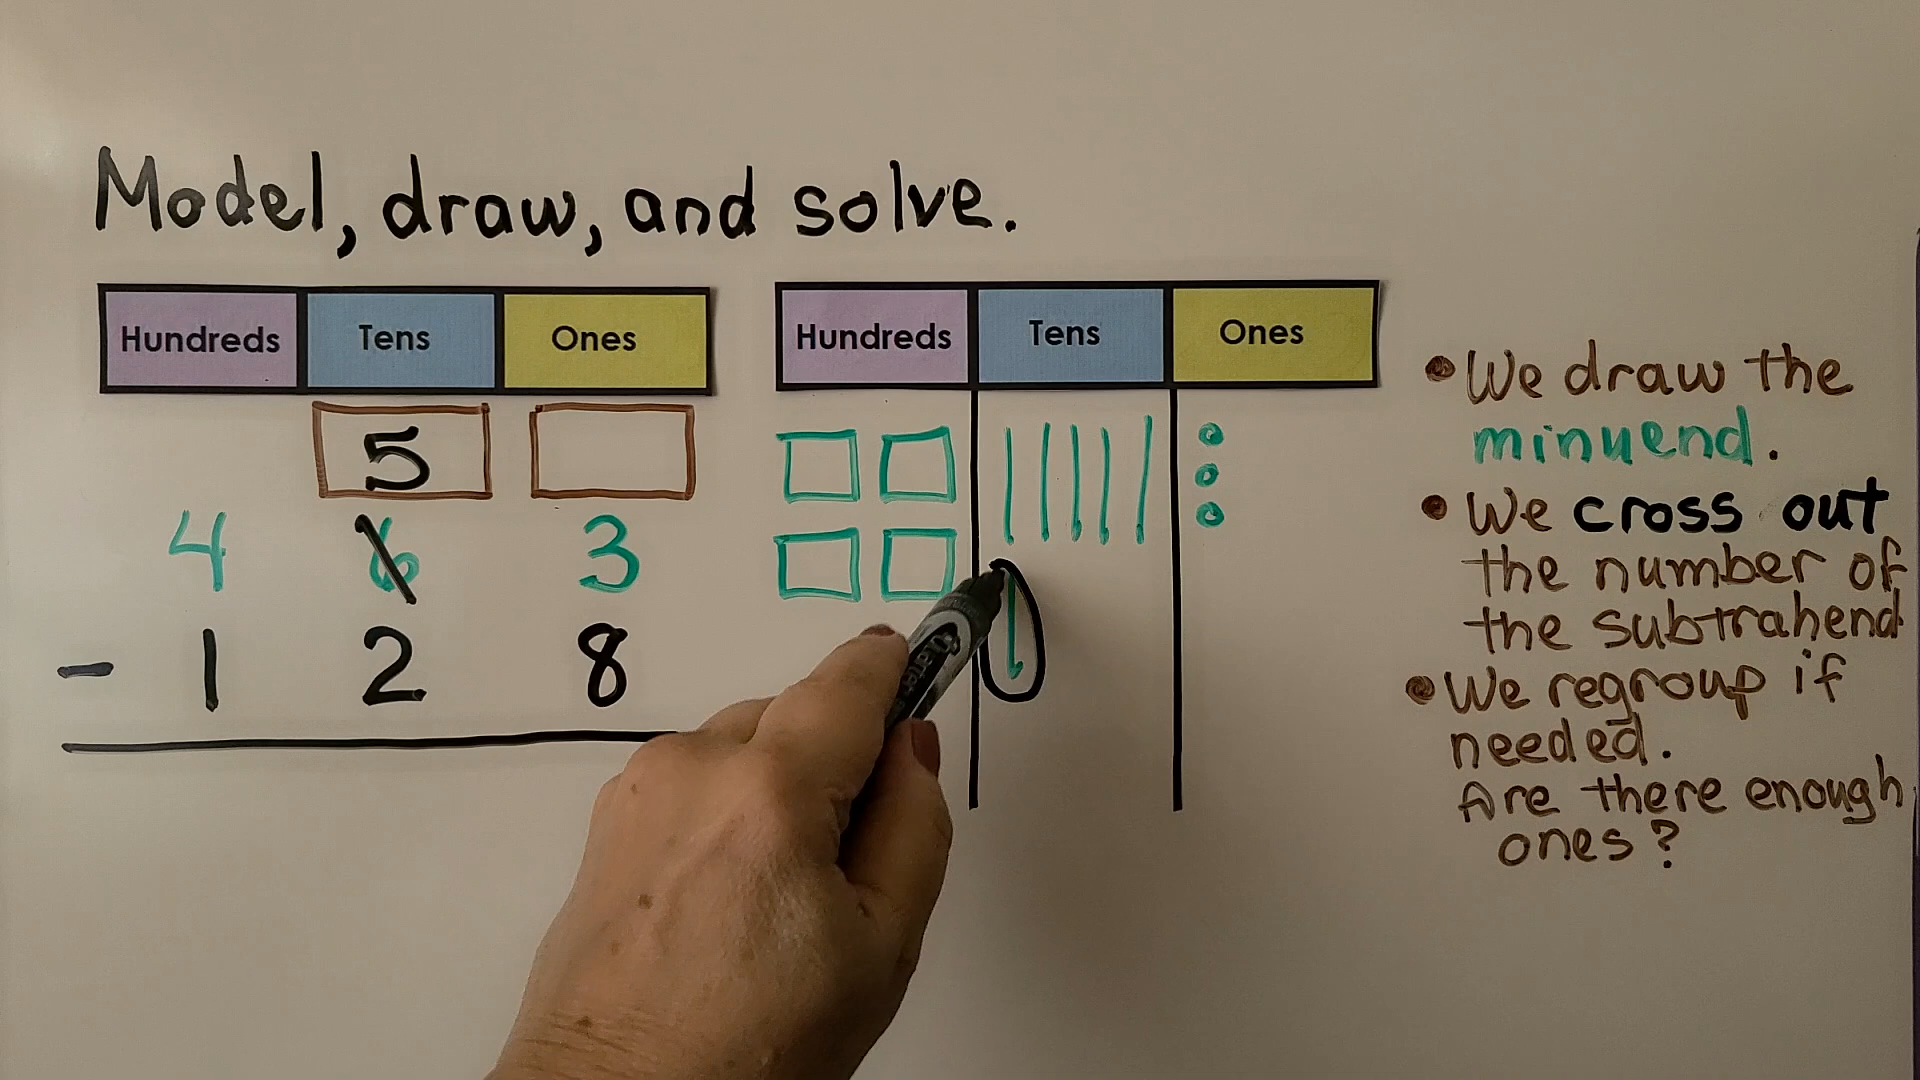 Model, draw, and solve.
Hundreds Tens Ones
Hundreds Tens Ones
5
4 6 3
- 1 2 8
• We draw the
minuend.
• We cross out
the number of
the subtrahend
• We regroup if
needed.
Are there enough
ones?